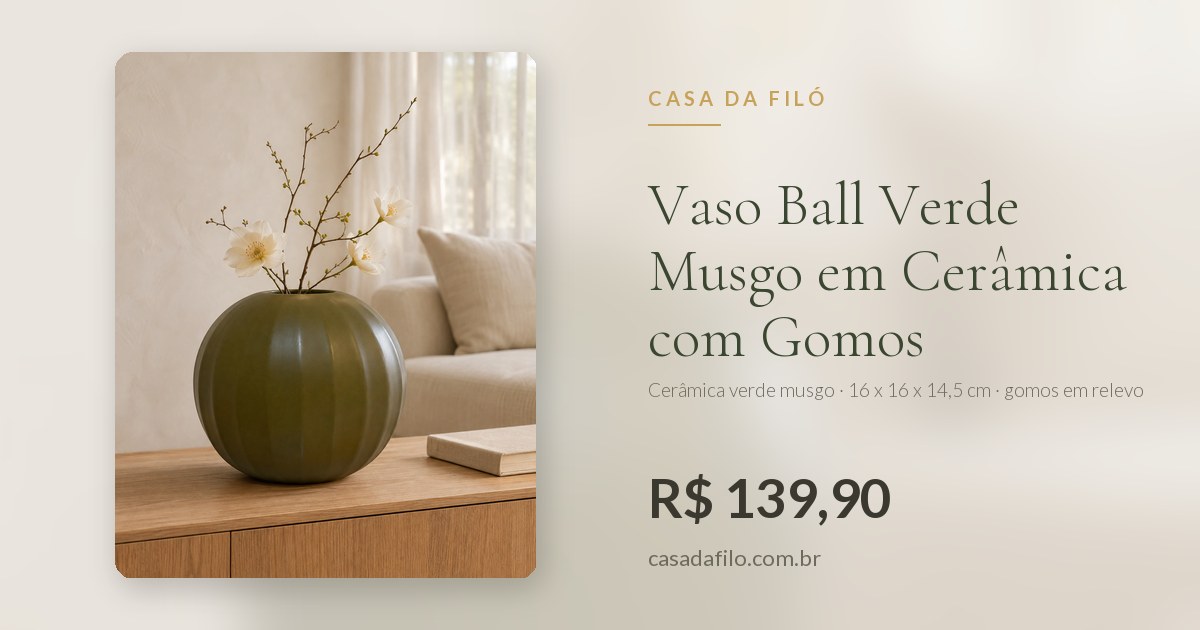 CASA DA FILÓ
Vaso Ball Verde
Musgo em Cerâmica
com Gomos
Cerâmica verde musgo · 16 x 16 x 14,5 cm · gomos em relevo
R$ 139,90
casadafilo.com.br